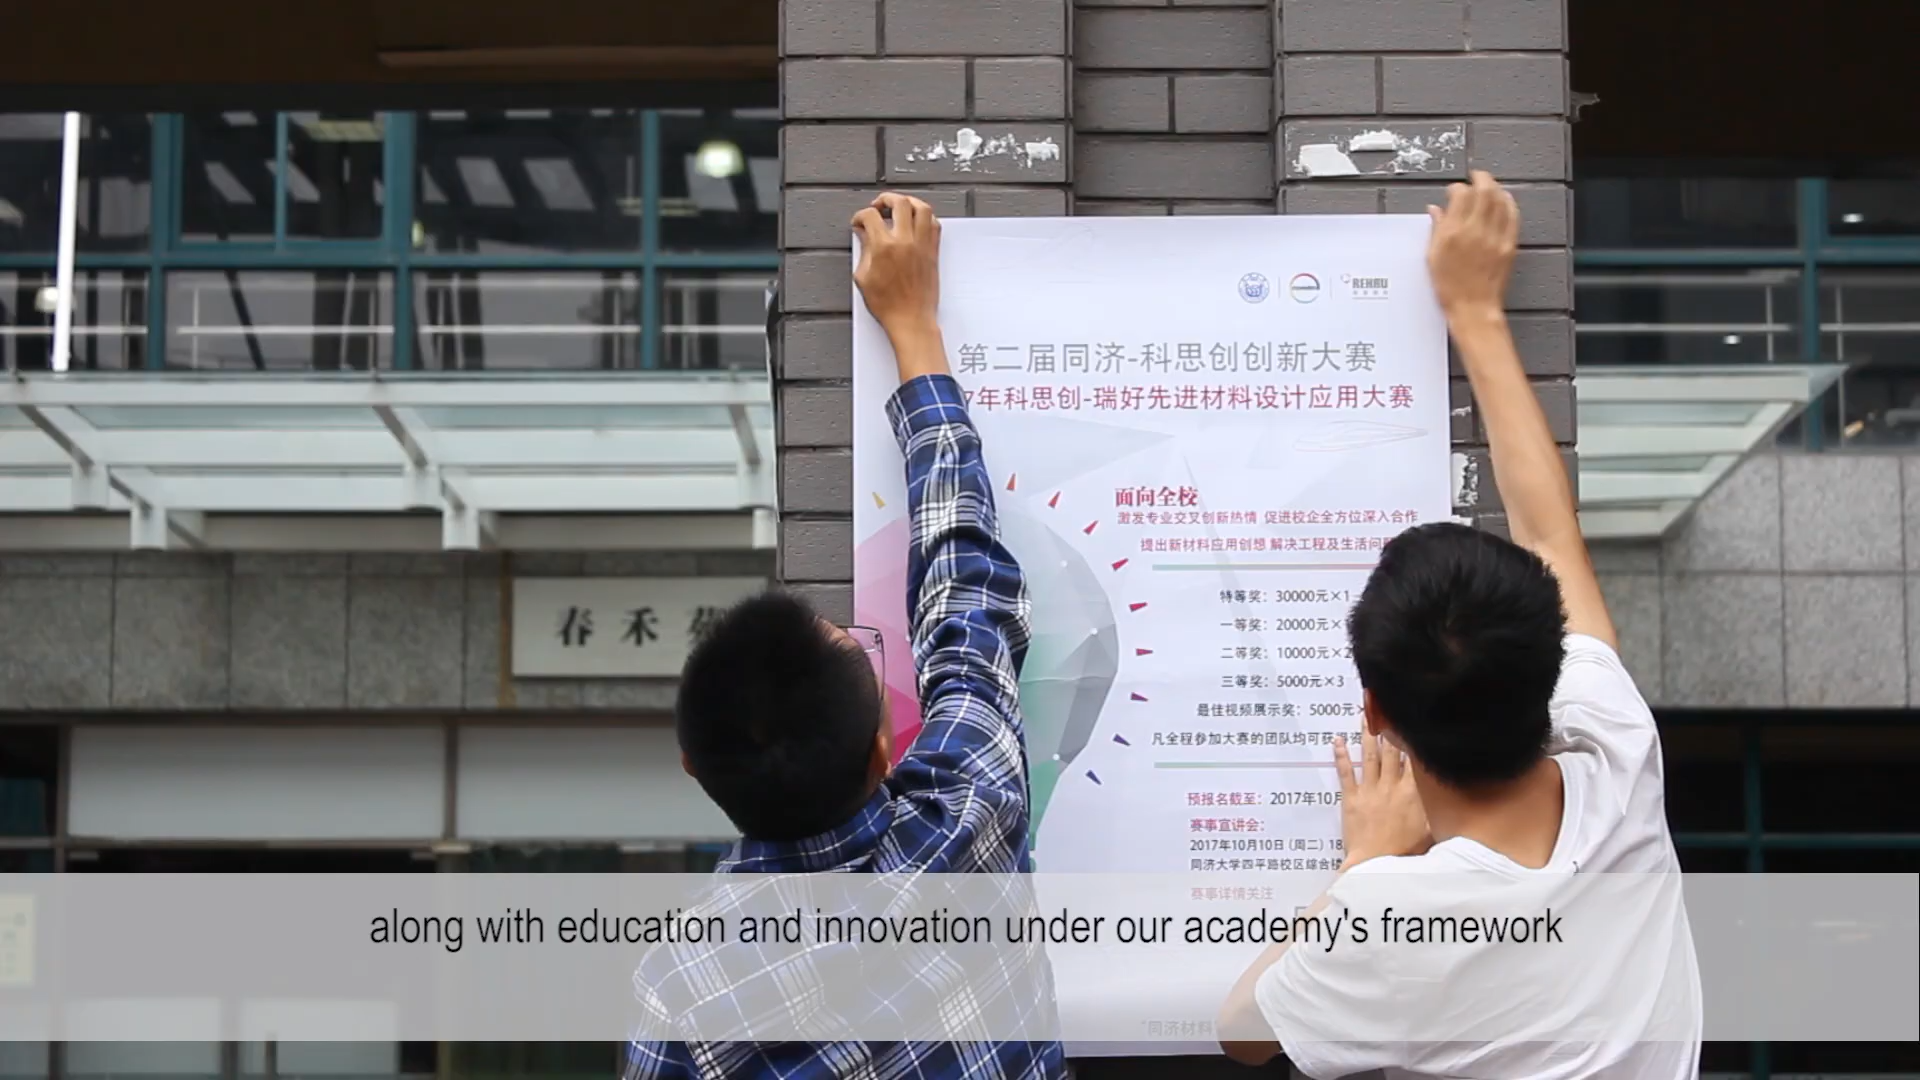 REHAU
第二届同济-科思创创新大赛
7年科思创-瑞好先进材料设计应用大赛
面向全校
激发专业交叉创新热情 促进校企全方位深入合作
提出新材料应用创想 解决工程及生活问
特等奖：30000元×1
一等奖：20000元×
春禾
二等奖：10000元×2
三等奖：5000元×3
最佳视频展示奖：5000元×
凡全程参加大赛的团队均可获得资
预报名截至：2017年10月
赛事宣讲会：
2017年10月10日（周二）18
同济大学四平路校区综合楼
赛事详情关注
along with education and innovation under our academy's framework
“同济材料